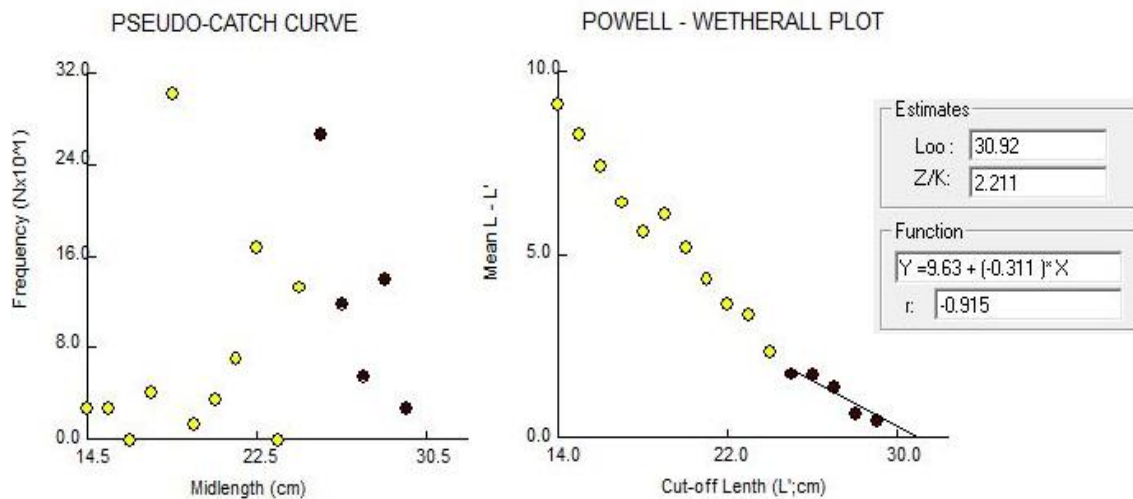 PSEUDO-CATCH CURVE
32.0
24.0
16.0
8.0
0.0
14.5
22.5
30.5
Frequency (Nx10^1)
Midlength (cm)
POWELL - WETHERALL PLOT
10.0
5.0
0.0
14.0
22.0
30.0
Mean L - L'
Cut-off Lenth (L';cm)
Estimates
Loo : 30.92
Z/K: 2.211
Function
Y =9.63 + (-0.311 )* X
r: -0.915